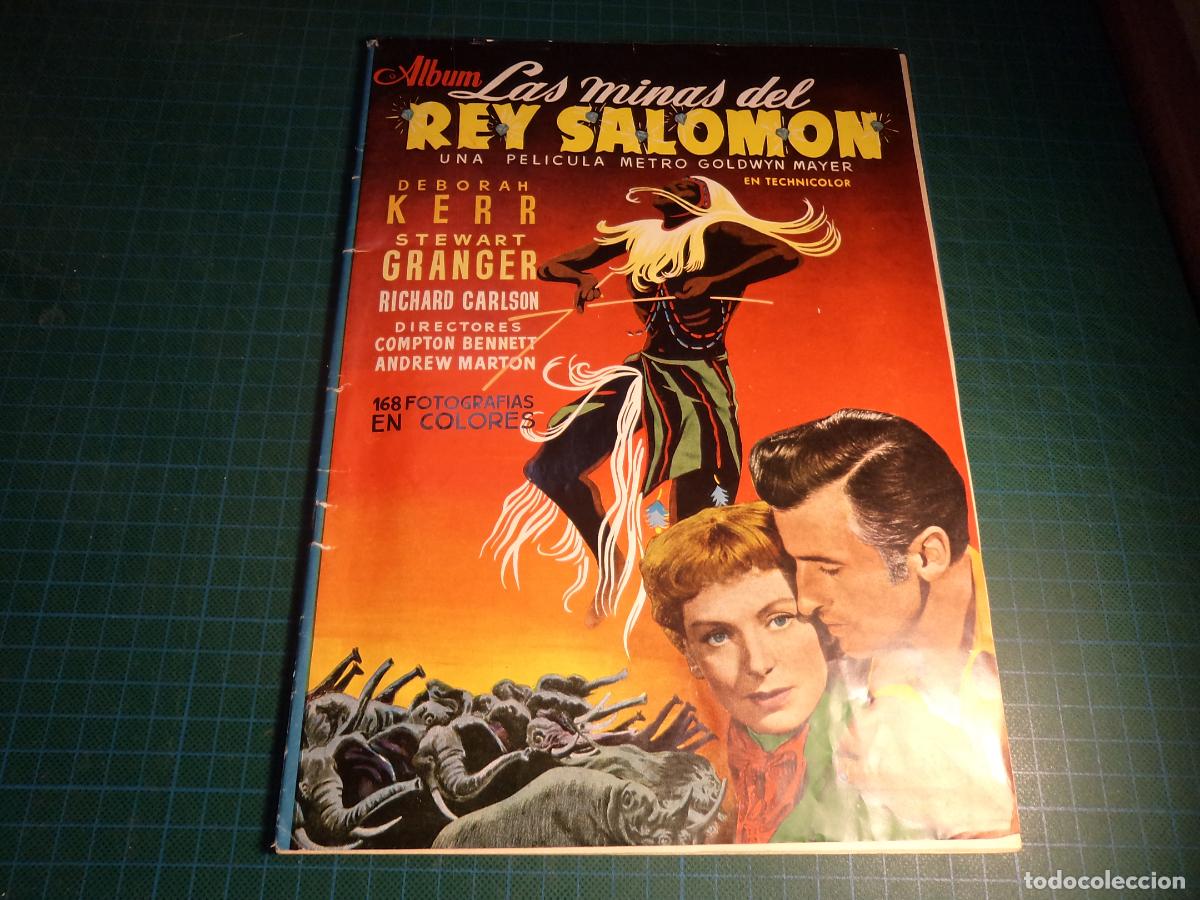 Album Las minas del
REY SALOMON
UNA PELICULA METRO GOLDWYN MAYER
EN TECHNICOLOR
DEBORAH
KERR
STEWART
GRANGER
RICHARD CARLSON
DIRECTORES
COMPTON BENNETT
ANDREW MARTON
168 FOTOGRAFIAS
EN COLORES
todocoleccion